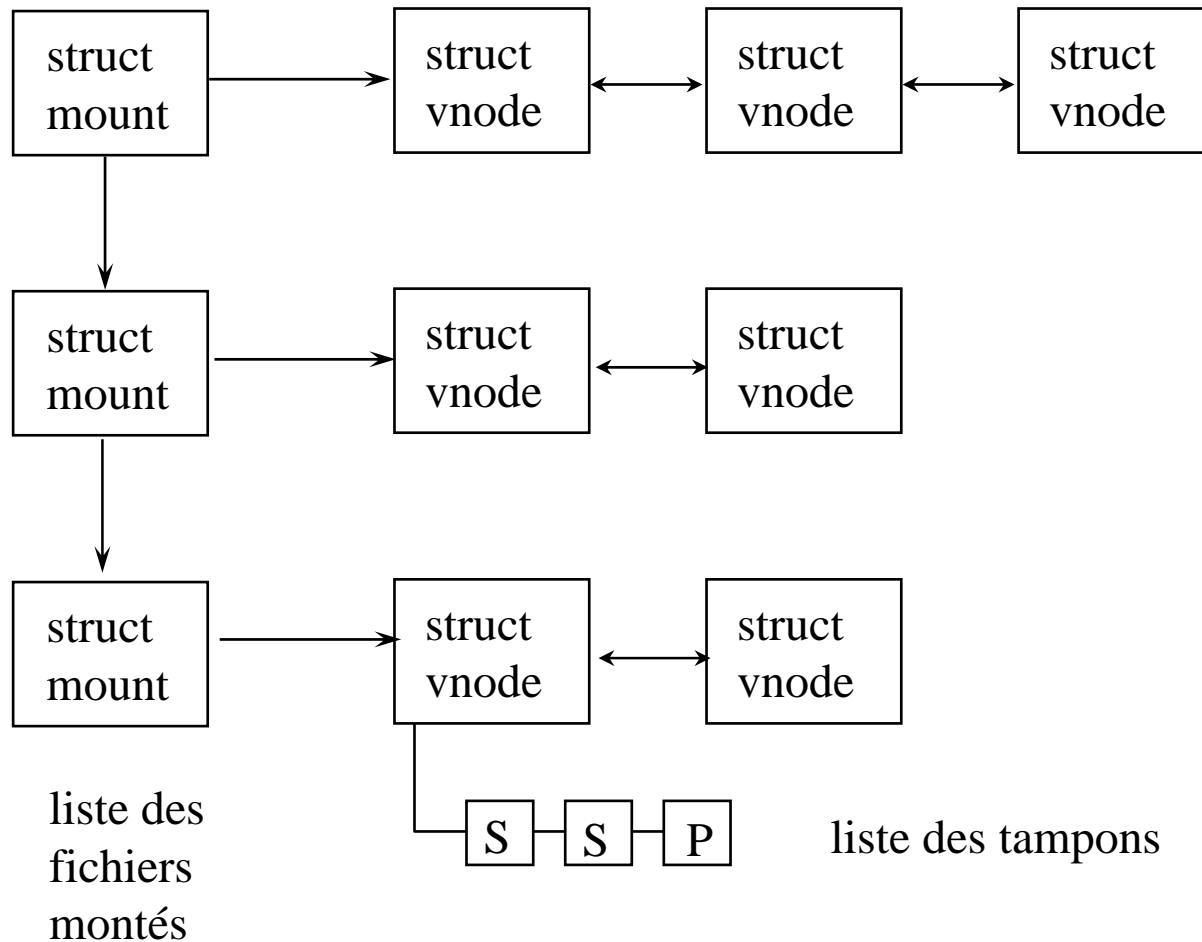 struct
mount
struct
vnode
struct
vnode
struct
vnode
struct
mount
struct
vnode
struct
vnode
struct
mount
struct
vnode
struct
vnode
liste des
fichiers
montés
S
S
P
liste des tampons